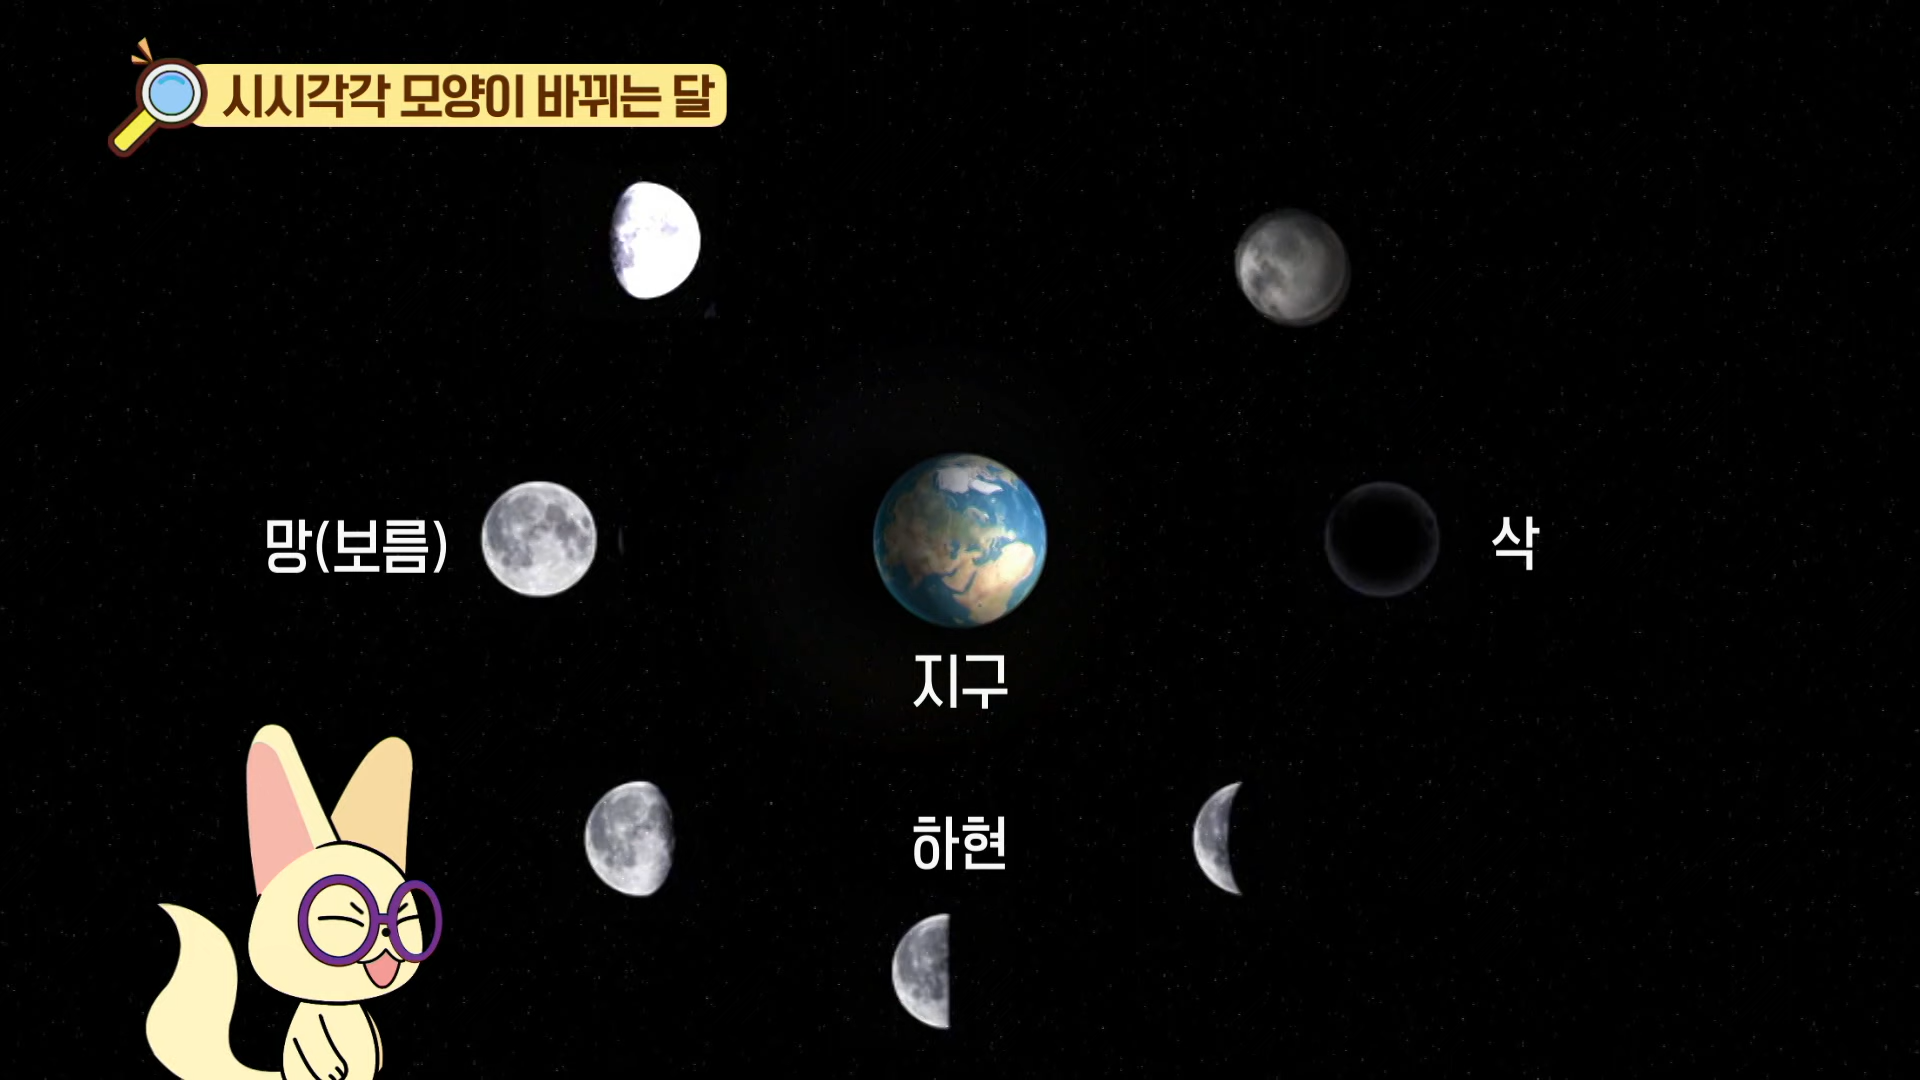 시시각각 모양이 바뀌는 달
망(보름)
삭
지구
하현